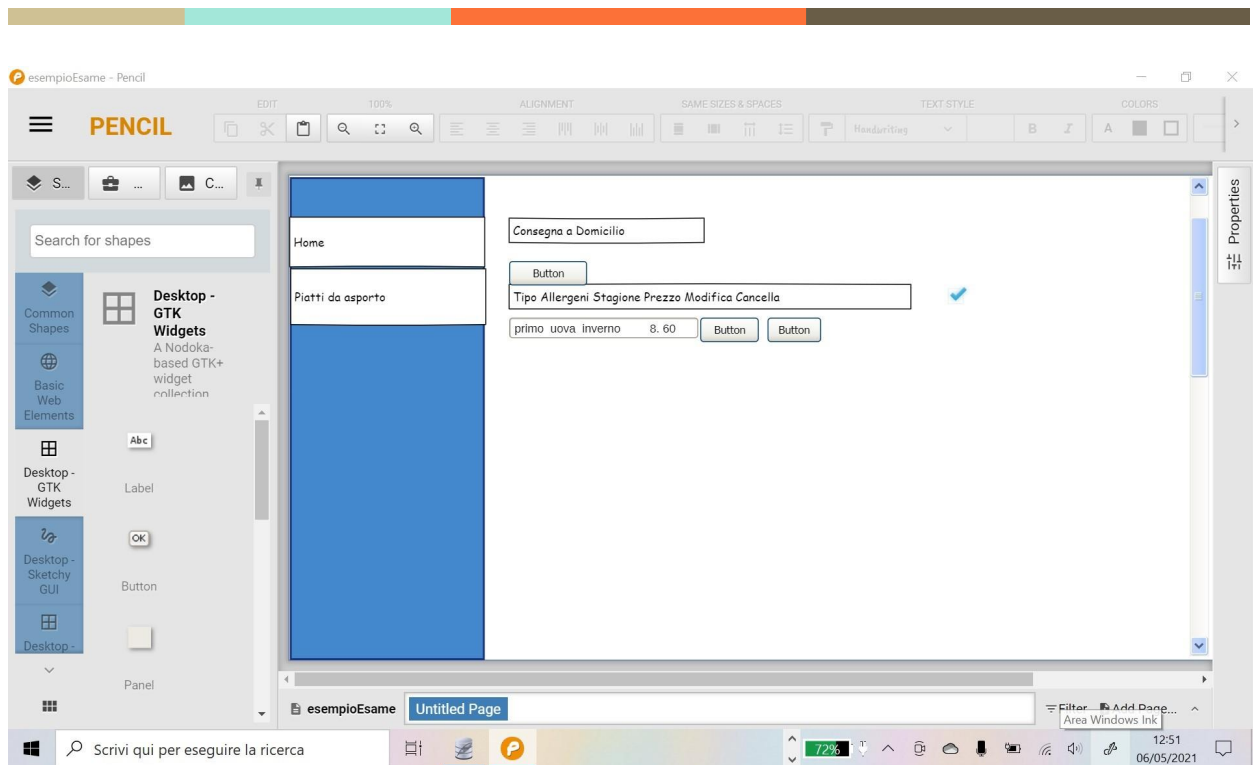 esempioEsame - Pencil
EDIT 100% ALIGNMENT SAME SIZES & SPACES TEXT STYLE COLORS
PENCIL
Handwriting
B I A
S... ... C...
Properties
Search for shapes
Common
Shapes
Basic
Web
Elements
Desktop -
GTK
Widgets
Desktop -
Sketchy
GUI
Desktop -
Desktop -
GTK
Widgets
A Nodoka-
based GTK+
widget
collection
Abc
Label
OK
Button
Panel
Home
Piatti da asporto
Consegna a Domicilio
Button
Tipo Allergeni Stagione Prezzo Modifica Cancella
primo uova inverno 8. 60 Button Button
esempioEsame Untitled Page Filter Add Page...
Area Windows Ink
Scrivi qui per eseguire la ricerca
72%
12:51
06/05/2021